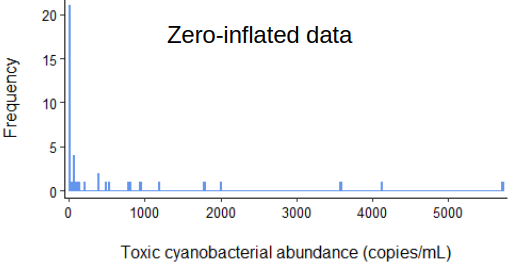 Zero-inflated data
Frequency
20
15
10
5
0
0 1000 2000 3000 4000 5000
Toxic cyanobacterial abundance (copies/mL)